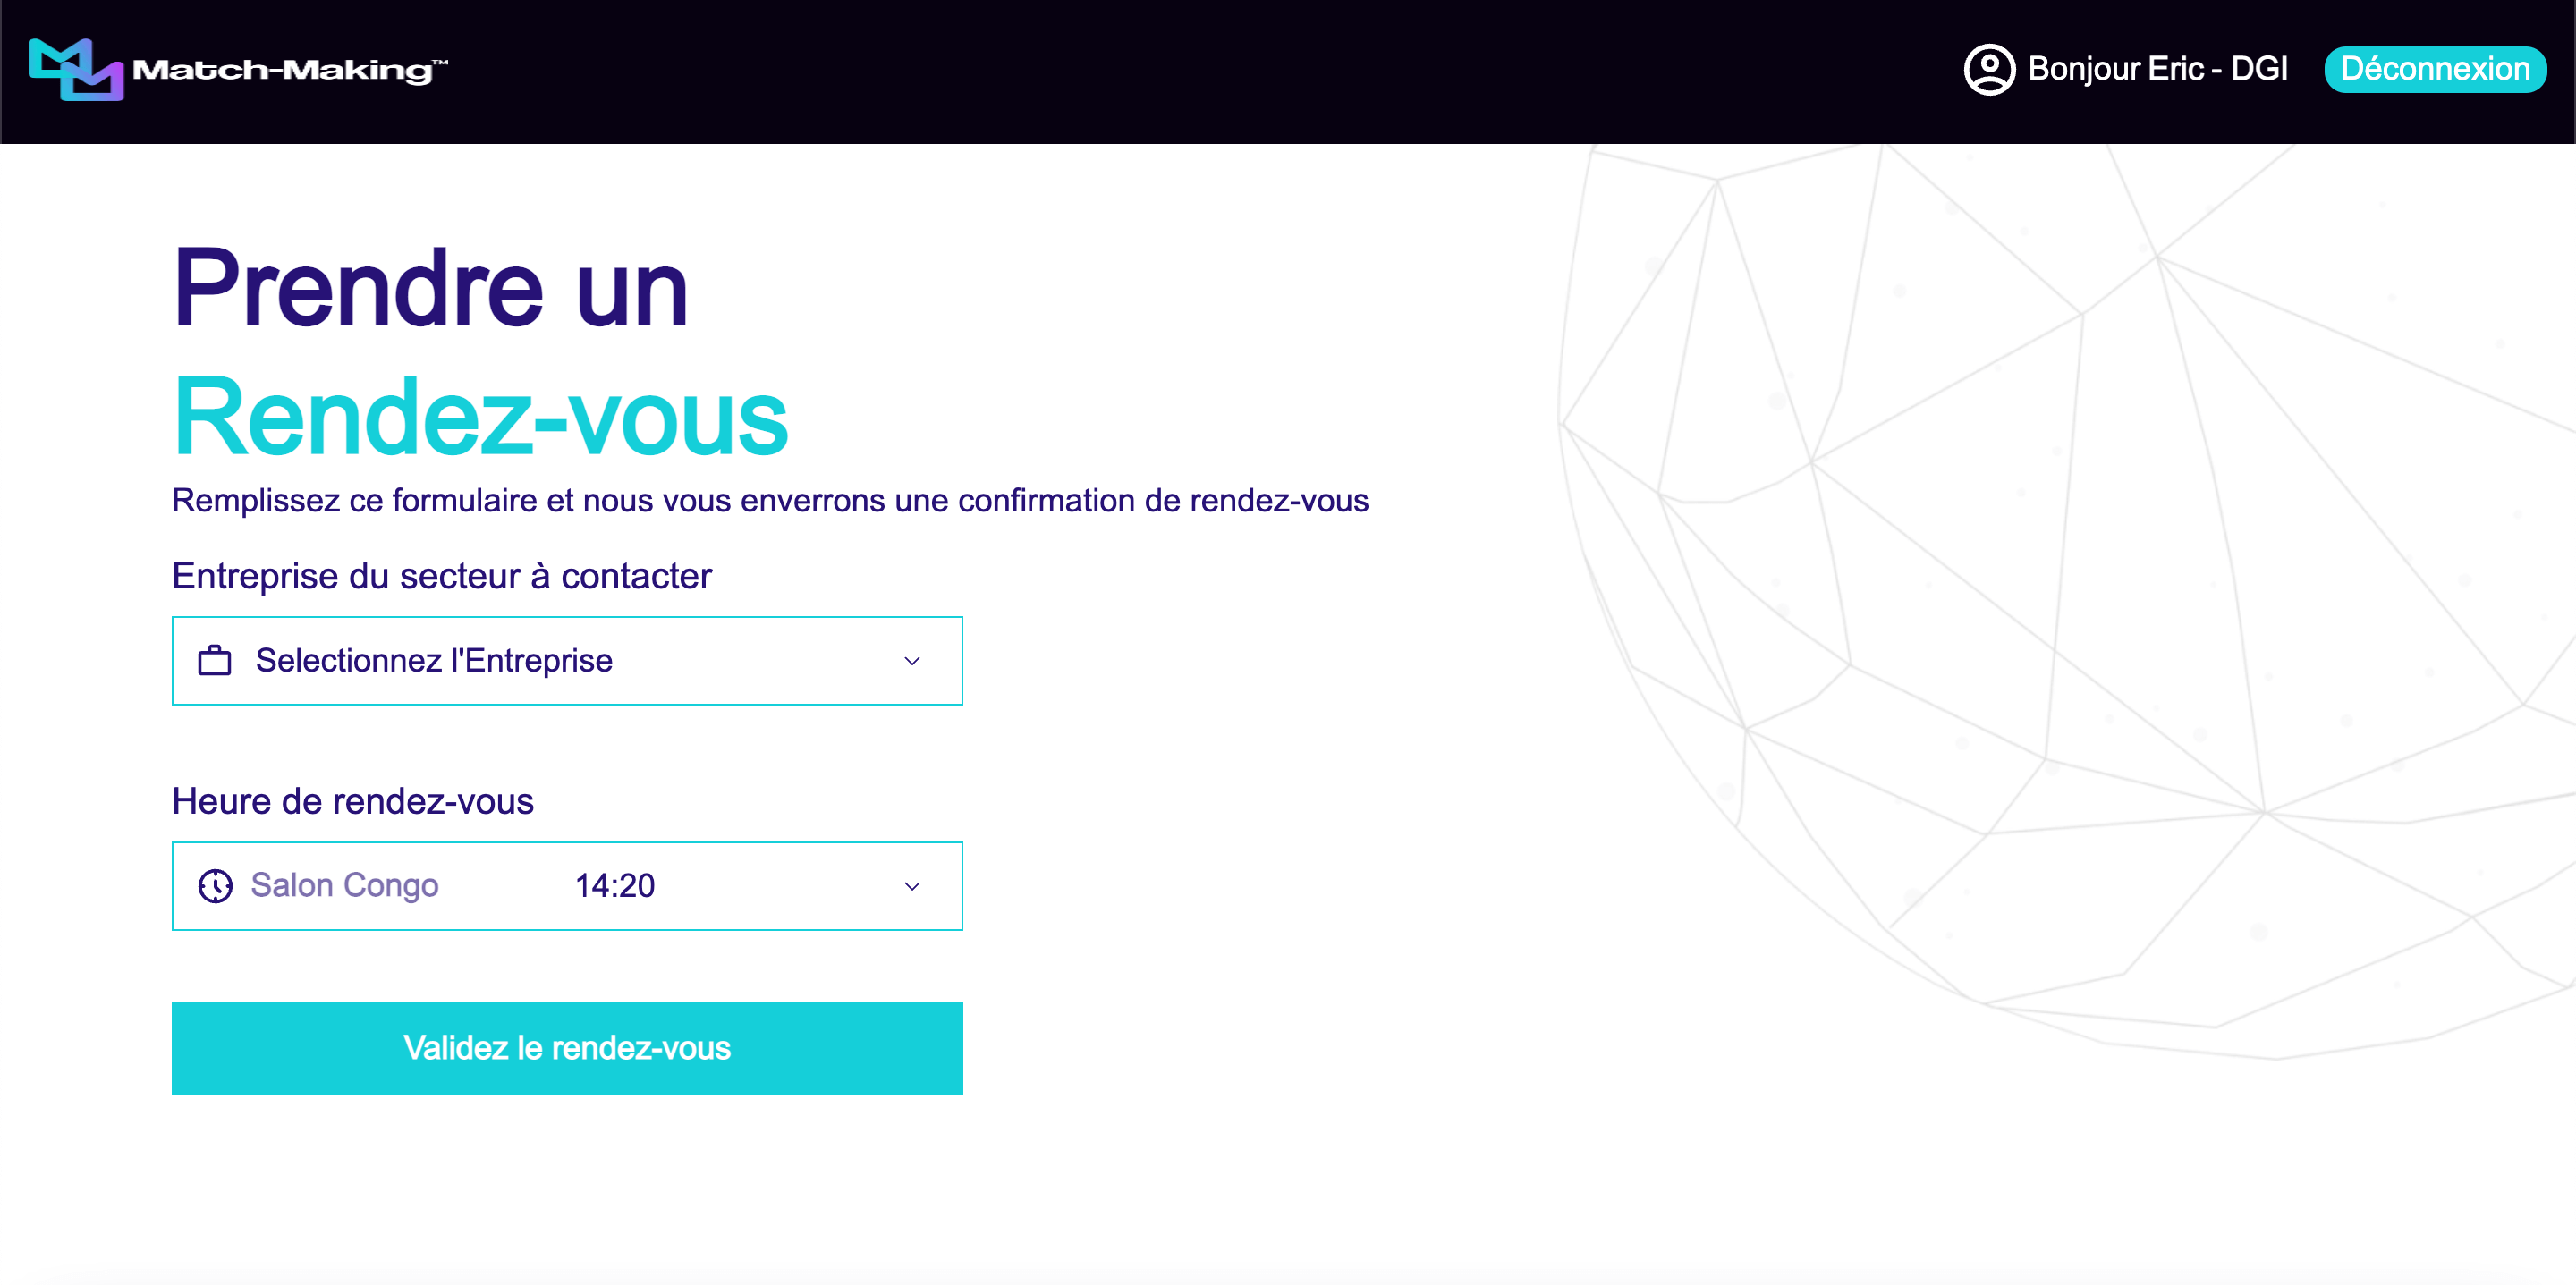 Match-Making™
Bonjour Eric - DGI
Déconnexion
Prendre un
Rendez-vous
Remplissez ce formulaire et nous vous enverrons une confirmation de rendez-vous
Entreprise du secteur à contacter
Selectionnez l'Entreprise
Heure de rendez-vous
Salon Congo 14:20
Validez le rendez-vous